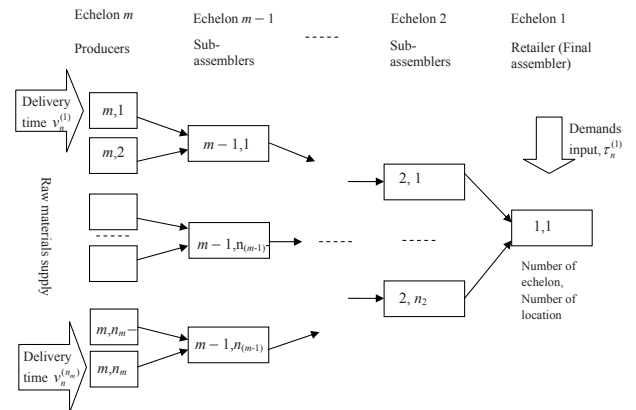 Echelon m
Echelon m − 1
Echelon 2
Echelon 1
Producers
Sub-
assemblers
Sub-
assemblers
Retailer (Final
assembler)
Delivery
time v_n^(1)
m,1
m,2
m − 1,1
2, 1
Demands
input, τ_n^(1)
Raw materials
supply
m − 1,n_(m-1)-
1,1
Number of
echelon,
Number of
location
m,n_m −
m,n_m
m − 1,n_(m-1)
2, n_2
Delivery
time v_n^(n_m)